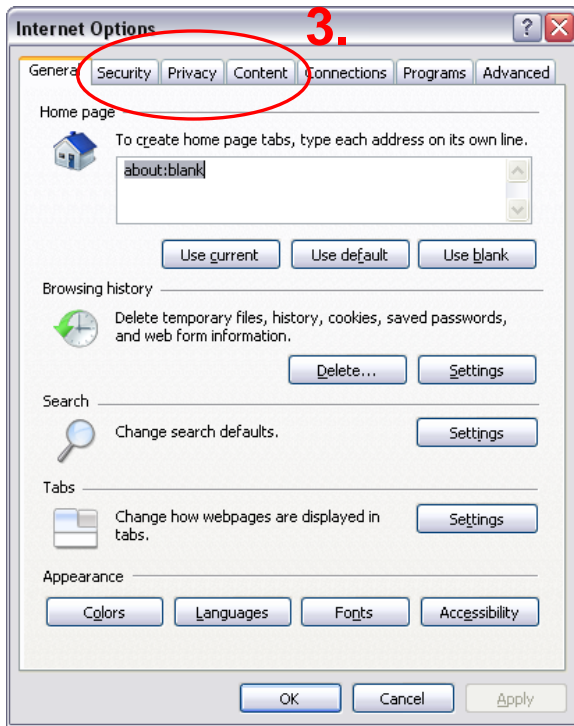 3.
Internet Options
General Security Privacy Content Connections Programs Advanced
Home page
To create home page tabs, type each address on its own line.
about:blank
Use current Use default Use blank
Browsing history
Delete temporary files, history, cookies, saved passwords,
and web form information.
Delete... Settings
Search
Change search defaults.
Settings
Tabs
Change how webpages are displayed in
tabs.
Settings
Appearance
Colors Languages Fonts Accessibility
OK Cancel Apply